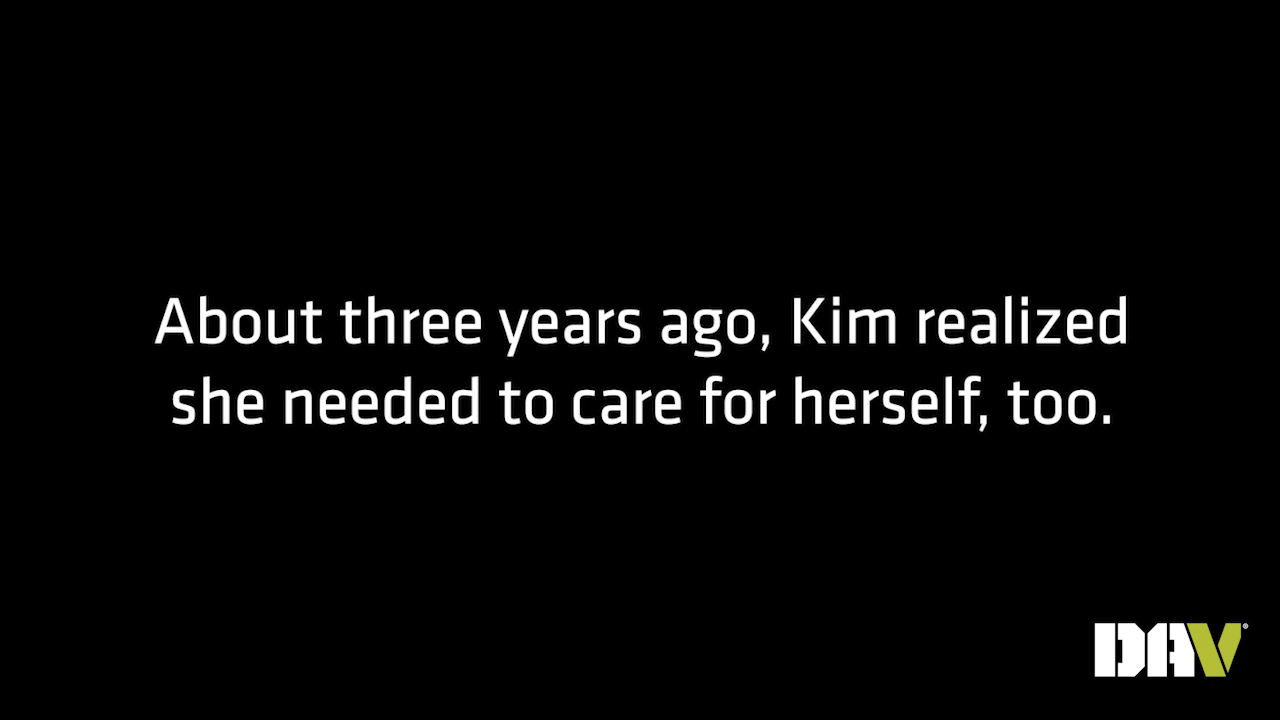 About three years ago, Kim realized
she needed to care for herself, too.
DAV®